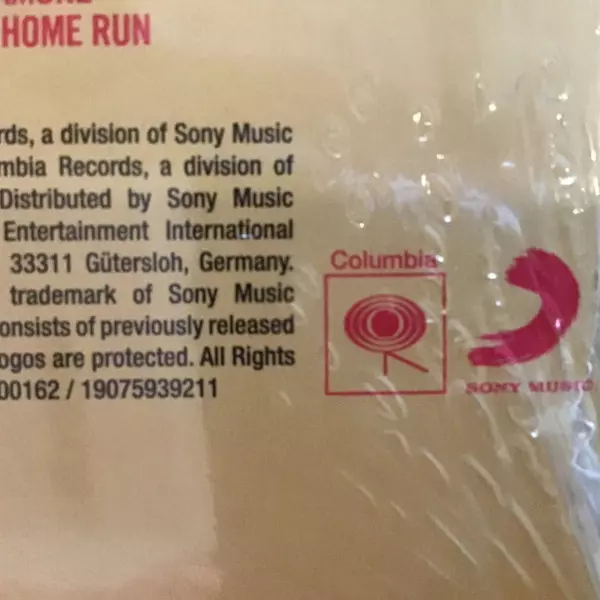 HOME RUN
rds, a division of Sony Music
mbia Records, a division of
Distributed by Sony Music
Entertainment International
33311 Gütersloh, Germany.
trademark of Sony Music
onsists of previously released
ogos are protected. All Rights
00162 / 19075939211
Columbia
SONY MUSIC